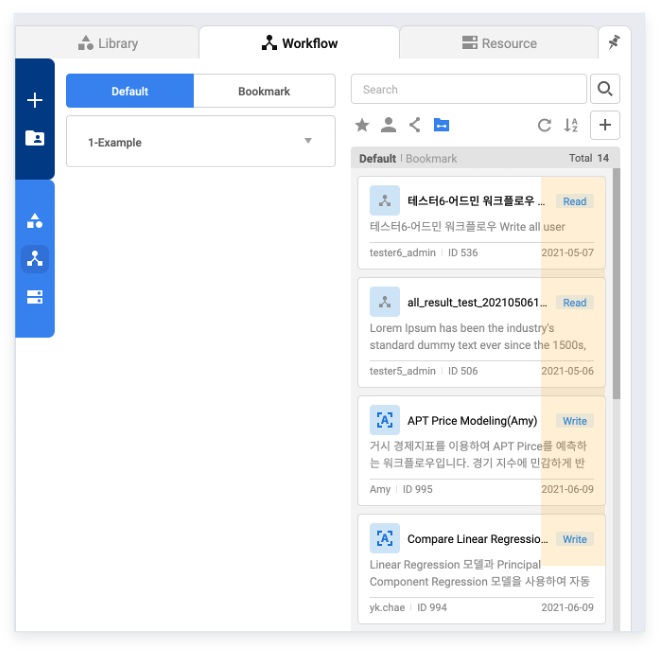 Library
Workflow
Resource
Default
Bookmark
Search
1-Example
Default | Bookmark
Total 14
테스터6-어드민 워크플로우 ...
Read
테스터6-어드민 워크플로우 Write all user
tester6_admin | ID 536
2021-05-07
all_result_test_202105061...
Read
Lorem Ipsum has been the industry's
standard dummy text ever since the 1500s,
tester5_admin | ID 506
2021-05-06
APT Price Modeling(Amy)
Write
거시 경제지표를 이용하여 APT Pirce를 예측하
는 워크플로우입니다. 경기 지수에 민감하게 반
Amy | ID 995
2021-06-09
Compare Linear Regressio...
Write
Linear Regression 모델과 Principal
Component Regression 모델을 사용하여 자동
yk.chae | ID 994
2021-06-09